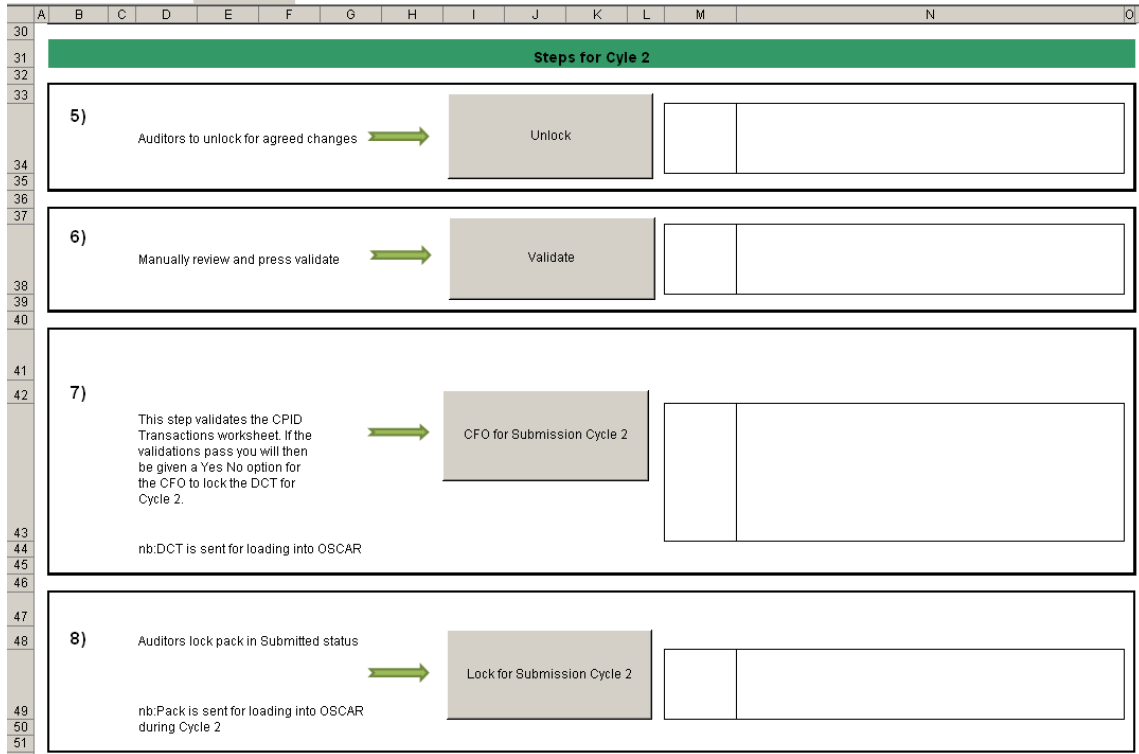 A B C D E F G H I J K L M N O
30
31 Steps for Cyle 2
32
33
5)
Auditors to unlock for agreed changes Unlock
34
35
36
37
6)
Manually review and press validate Validate
38
39
40
41
42 7)
This step validates the CPID
Transactions worksheet. If the
validations pass you will then
be given a Yes No option for
the CFO to lock the DCT for
Cycle 2.
CFO for Submission Cycle 2
43
44 nb:DCT is sent for loading into OSCAR
45
46
47
48 8) Auditors lock pack in Submitted status
Lock for Submission Cycle 2
49 nb:Pack is sent for loading into OSCAR
50 during Cycle 2
51